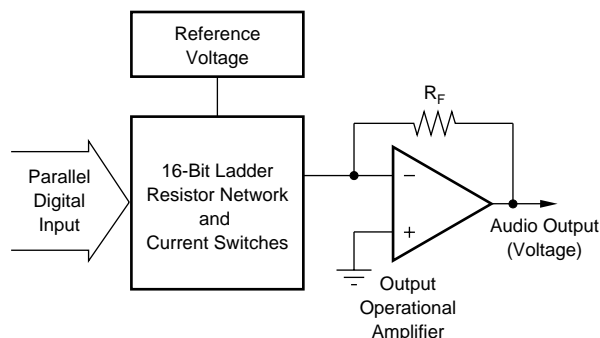 Reference
Voltage
R_F
Parallel
Digital
Input
16-Bit Ladder
Resistor Network
and
Current Switches
−
+
Audio Output
(Voltage)
Output
Operational
Amplifier